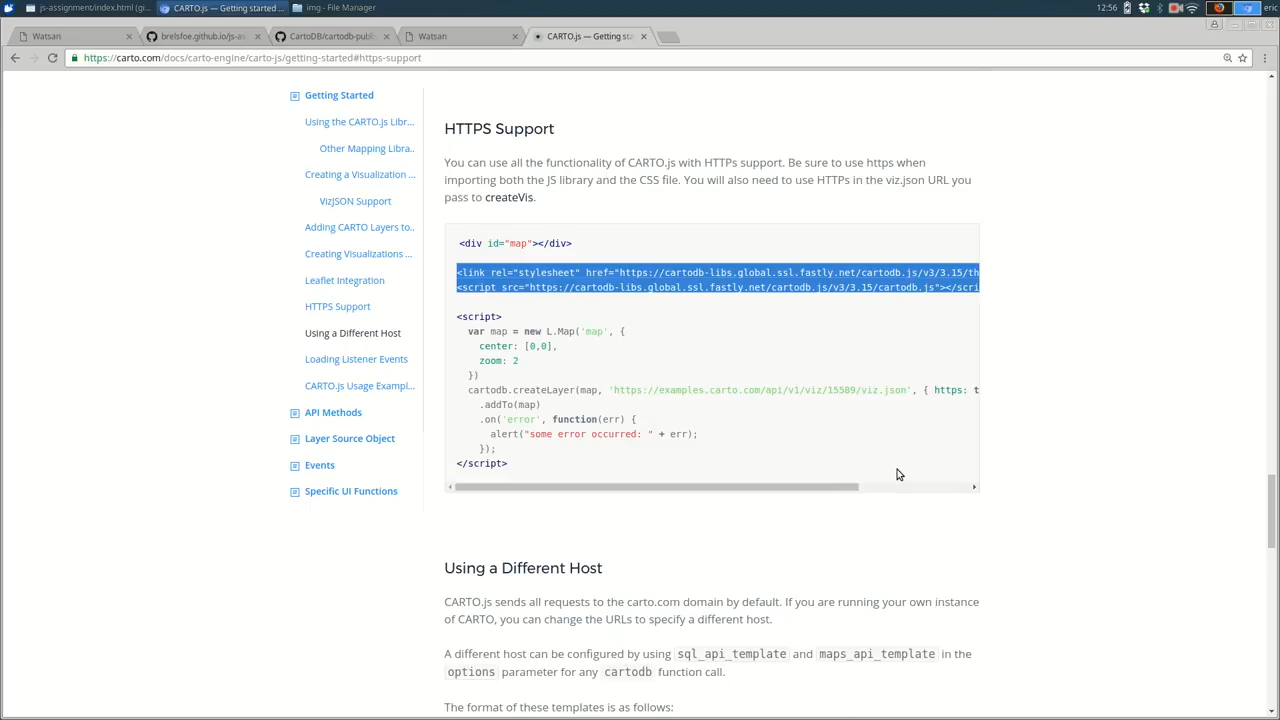 js-assignment/index.html (gi...
CARTO.js — Getting started ...
img - File Manager
12:56
eric
Watsan
brelsfoe.github.io/js-as
CartoDB/cartodb-publ
Watsan
CARTO.js — Getting sta
https://carto.com/docs/carto-engine/carto-js/getting-started#https-support
Getting Started
Using the CARTO.js Libr...
Other Mapping Libra..
Creating a Visualization ...
VizJSON Support
Adding CARTO Layers to..
Creating Visualizations ...
Leaflet Integration
HTTPS Support
Using a Different Host
Loading Listener Events
CARTO.js Usage Exampl...
API Methods
Layer Source Object
Events
Specific UI Functions
HTTPS Support
You can use all the functionality of CARTO.js with HTTPs support. Be sure to use https when
importing both the JS library and the CSS file. You will also need to use HTTPs in the viz.json URL you
pass to createVis.
<div id="map"></div>
<link rel="stylesheet" href="https://cartodb-libs.global.ssl.fastly.net/cartodb.js/v3/3.15/th
<script src="https://cartodb-libs.global.ssl.fastly.net/cartodb.js/v3/3.15/cartodb.js"></scri
<script>
var map = new L.Map('map', {
center: [0,0],
zoom: 2
})
cartodb.createLayer(map, 'https://examples.carto.com/api/v1/viz/15589/viz.json', { https: t
.addTo(map)
.on('error', function(err) {
alert("some error occurred: " + err);
});
</script>
Using a Different Host
CARTO.js sends all requests to the carto.com domain by default. If you are running your own instance
of CARTO, you can change the URLs to specify a different host.
A different host can be configured by using sql_api_template and maps_api_template in the
options parameter for any cartodb function call.
The format of these templates is as follows: